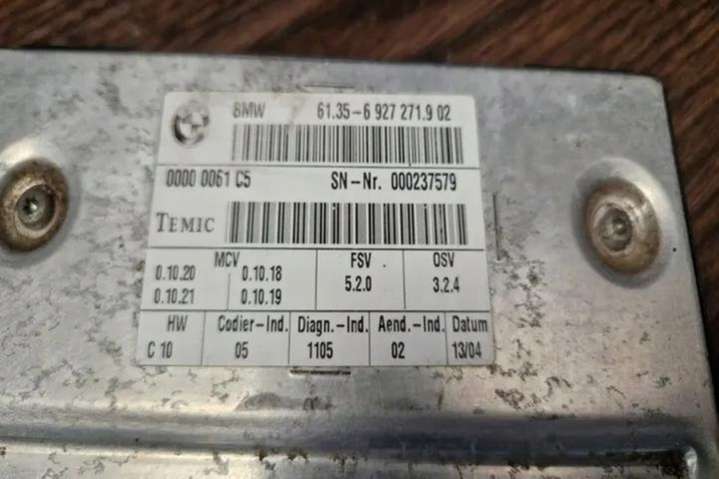 BMW 61.35-6 927 271.9 02
0000 0061 C5 SN-Nr. 000237579
TEMIC
MCV FSV OSV
0.10.20 0.10.18 5.2.0 3.2.4
0.10.21 0.10.19
HW Codier-Ind. Diagn.-Ind. Aend.-Ind. Datum
C 10 05 1105 02 13/04